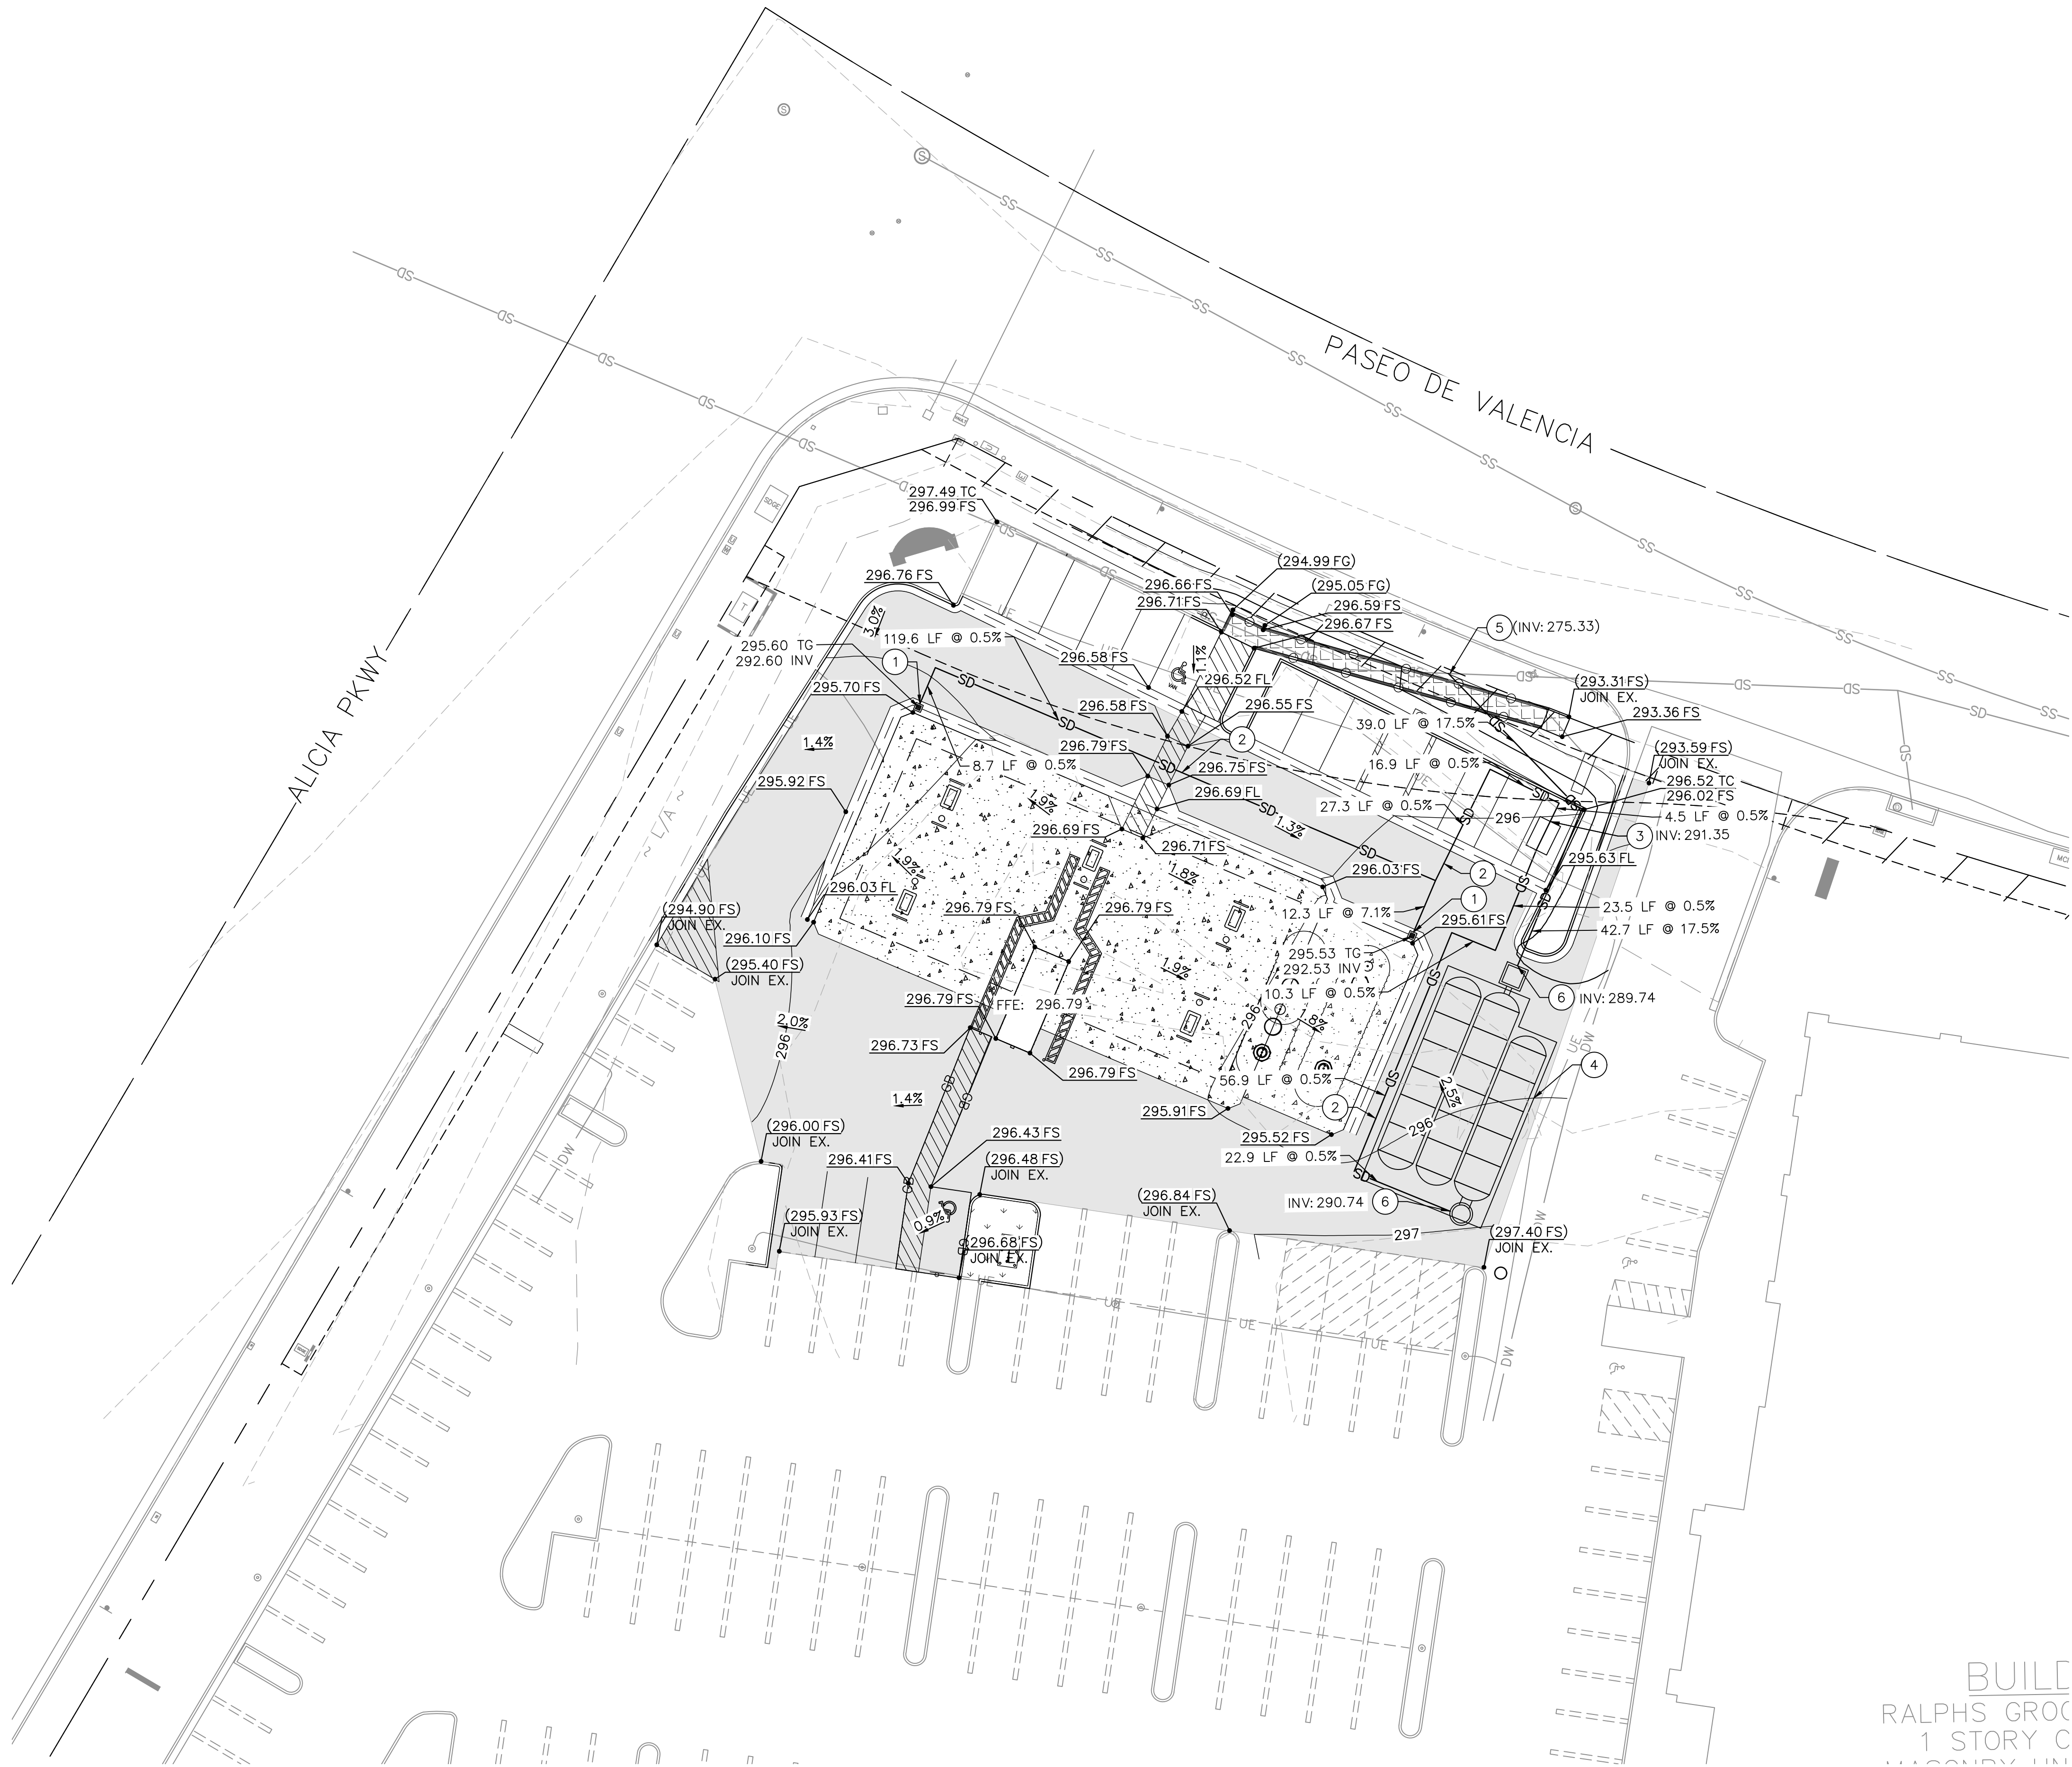 PASEO DE VALENCIA
ALICIA PKWY
SDGE
VAULT
297.49 TC
296.99 FS
296.76 FS
3.0%
119.6 LF @ 0.5%
295.60 TG
292.60 INV
1
295.70 FS
(294.99 FG)
296.66 FS
(295.05 FG)
296.71 FS
296.59 FS
296.67 FS
5
(INV: 275.33)
296.58 FS
1.1%
VAN
296.52 FL
296.58 FS
296.55 FS
(293.31 FS)
JOIN EX.
293.36 FS
39.0 LF @ 17.5%
2
1.4%
296.79 FS
8.7 LF @ 0.5%
296.75 FS
16.9 LF @ 0.5%
(293.59 FS)
JOIN EX.
296.52 TC
296.02 FS
295.92 FS
1.9%
296.69 FL
27.3 LF @ 0.5%
296
4.5 LF @ 0.5%
1.3%
296.69 FS
3
INV: 291.35
296.71 FS
295.63 FL
L/A
1.9%
1.8%
296.03 FS
2
296.03 FL
(294.90 FS)
JOIN EX.
296.79 FS
296.79 FS
12.3 LF @ 7.1%
1
23.5 LF @ 0.5%
295.61 FS
42.7 LF @ 17.5%
296.10 FS
(295.40 FS)
JOIN EX.
295.53 TG
292.53 INV
1.9%
10.3 LF @ 0.5%
296.79 FS
FFE: 296.79
6
INV: 289.74
2.0%
296
296
1.8%
296.73 FS
296.79 FS
56.9 LF @ 0.5%
4
2.5%
1.4%
295.91 FS
2
296
(296.00 FS)
JOIN EX.
296.43 FS
295.52 FS
296.41 FS
(296.48 FS)
JOIN EX.
22.9 LF @ 0.5%
INV: 290.74
6
(296.84 FS)
JOIN EX.
(295.93 FS)
JOIN EX.
0.9%
(296.68 FS)
JOIN EX.
297
(297.40 FS)
JOIN EX.
SS
SD
UE
DW
GB
BUILD
RALPHS GROC
1 STORY C